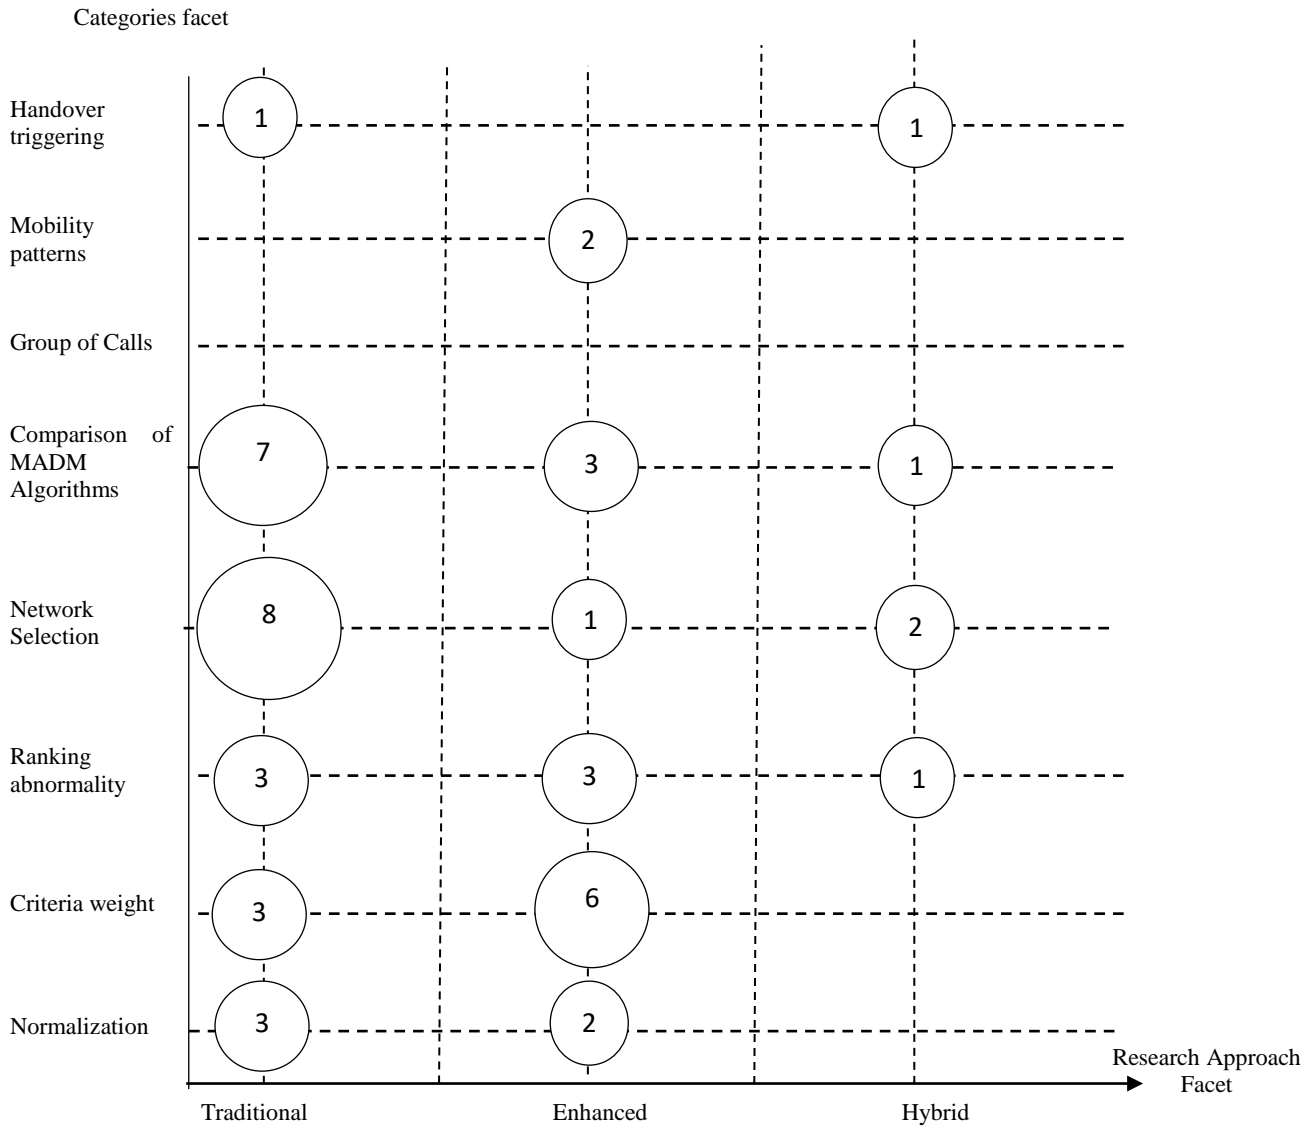 Categories facet
Handover
triggering
1
1
Mobility
patterns
2
Group of Calls
Comparison of
MADM
Algorithms
7
3
1
Network
Selection
8
1
2
Ranking
abnormality
3
3
1
Criteria weight
3
6
Normalization
3
2
Research Approach
Facet
Traditional
Enhanced
Hybrid